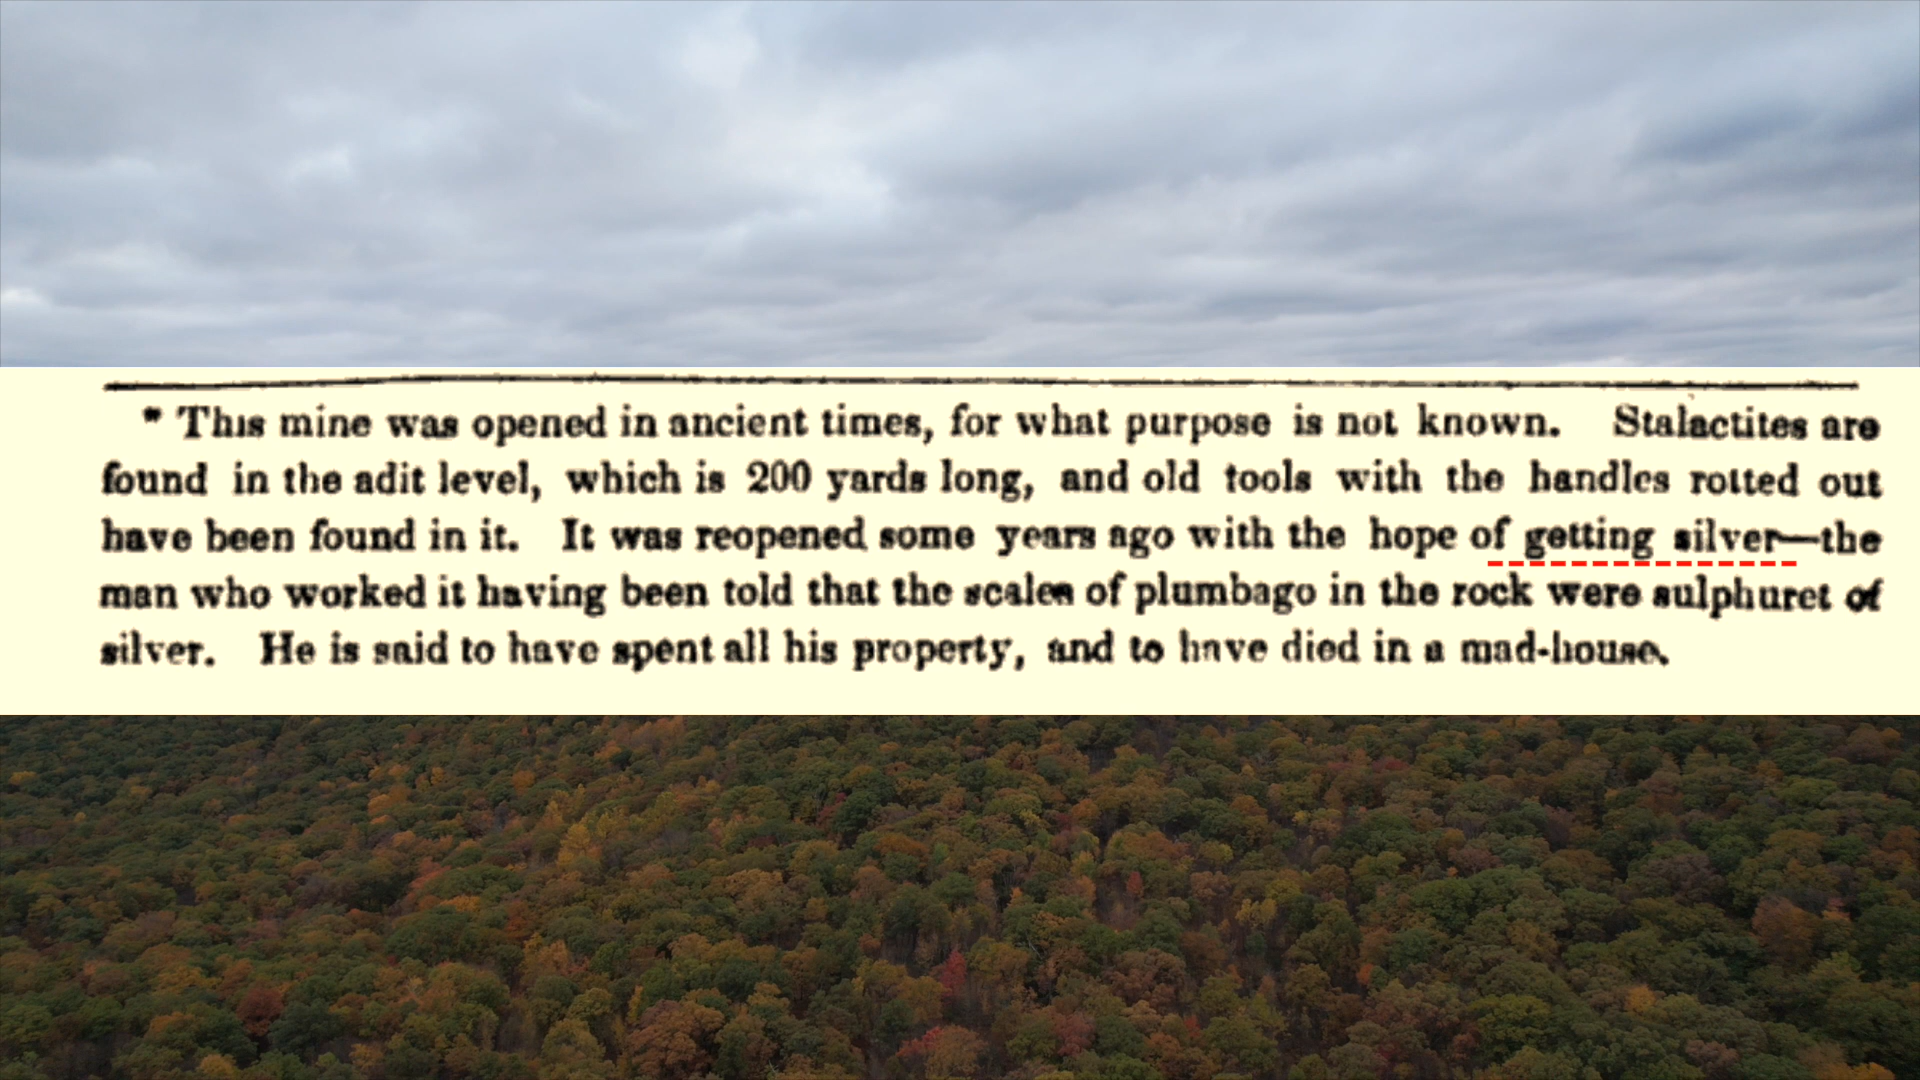 * This mine was opened in ancient times, for what purpose is not known. Stalactites are
found in the adit level, which is 200 yards long, and old tools with the handles rotted out
have been found in it. It was reopened some years ago with the hope of getting silver—the
man who worked it having been told that the scales of plumbago in the rock were sulphuret of
silver. He is said to have spent all his property, and to have died in a mad-house.